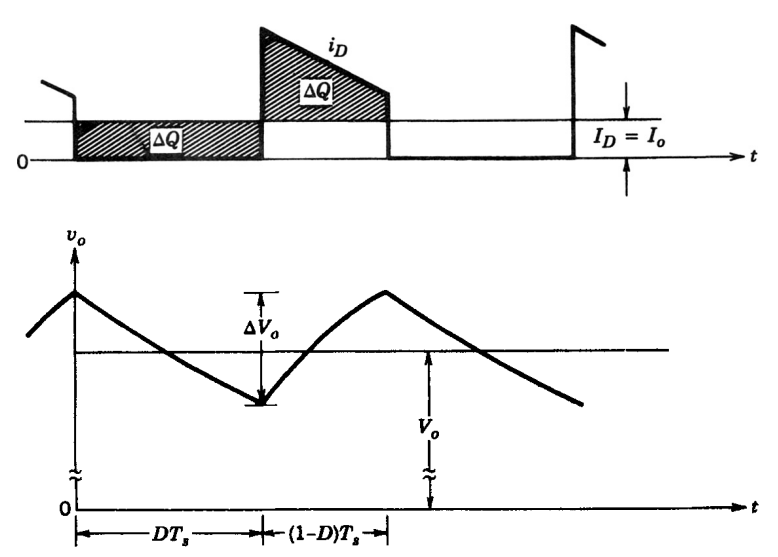 i_D
ΔQ
ΔQ
I_D = I_o
0
t
v_o
ΔV_o
V_o
0
t
DT_s
(1-D)T_s